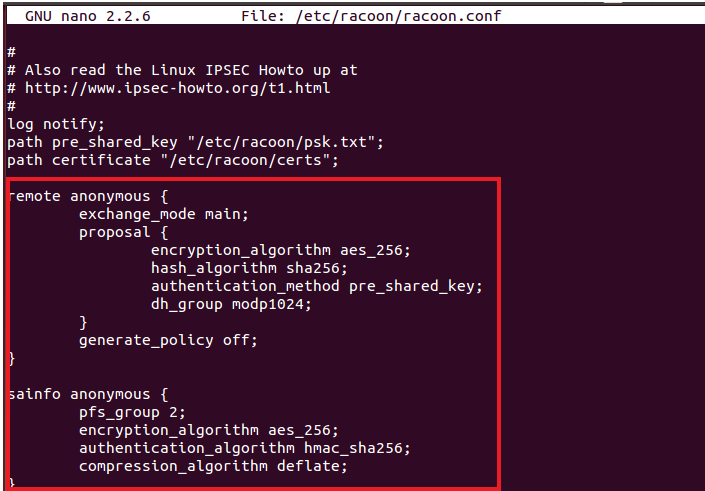 GNU nano 2.2.6 File: /etc/racoon/racoon.conf
#
# Also read the Linux IPSEC Howto up at
# http://www.ipsec-howto.org/t1.html
#
log notify;
path pre_shared_key "/etc/racoon/psk.txt";
path certificate "/etc/racoon/certs";
remote anonymous {
exchange_mode main;
proposal {
encryption_algorithm aes_256;
hash_algorithm sha256;
authentication_method pre_shared_key;
dh_group modp1024;
}
generate_policy off;
}
sainfo anonymous {
pfs_group 2;
encryption_algorithm aes_256;
authentication_algorithm hmac_sha256;
compression_algorithm deflate;
}